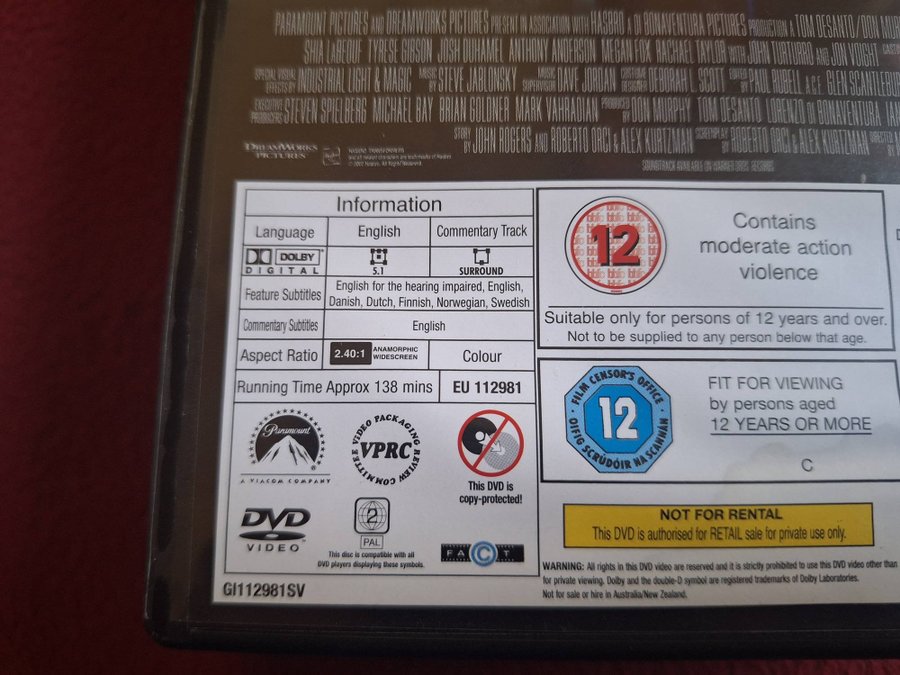 PARAMOUNT PICTURES AND DREAMWORKS PICTURES PRESENT IN ASSOCIATION WITH HASBRO A DI BONAVENTURA PICTURES PRODUCTION A TOM DESANTO/DON
SHIA LABEOUF TYRESE GIBSON JOSH DUHAMEL ANTHONY ANDERSON MEGAN FOX RACHAEL TAYLOR WITH JOHN TURTURRO AND JON VOIGHT
SPECIAL VISUAL EFFECTS BY INDUSTRIAL LIGHT & MAGIC MUSIC BY STEVE JABLONSKY MUSIC SUPERVISOR DAVE JORDAN COSTUME DESIGNER DEBORAH L. SCOTT EDITED BY PAUL RUBELL A.C.E. GLEN
EXECUTIVE PRODUCERS STEVEN SPIELBERG MICHAEL BAY BRIAN GOLDNER MARK VAHRADIAN PRODUCED BY DON MURPHY TOM DESANTO LORENZO DI BONAVENTURA
STORY BY JOHN ROGERS AND ROBERTO ORCI & ALEX KURTZMAN SCREENPLAY BY ROBERTO ORCI & ALEX KURTZMAN DIRECTED BY
DREAMWORKS PICTURES
SOUNDTRACK AVAILABLE ON WARNER BROS. RECORDS
Information
Language English Commentary Track
DOLBY DIGITAL 5.1 SURROUND
Feature Subtitles English for the hearing impaired, English,
Danish, Dutch, Finnish, Norwegian, Swedish
Commentary Subtitles English
Aspect Ratio 2.40:1 ANAMORPHIC WIDESCREEN Colour
Running Time Approx 138 mins EU 112981
Paramount
A VIACOM COMPANY
VIDEO PACKAGING REVIEW COMMITTEE
VPRC
This DVD is
copy-protected!
DVD
VIDEO
2
PAL
This disc is compatible with all
DVD players displaying these symbols.
FACT
GI112981SV
12
Contains
moderate action
violence
Suitable only for persons of 12 years and over.
Not to be supplied to any person below that age.
FILM CENSOR'S OFFICE
12
OIFIG SCRÚDÓIR NA SCANNÁN
FIT FOR VIEWING
by persons aged
12 YEARS OR MORE
C
NOT FOR RENTAL
This DVD is authorised for RETAIL sale for private use only.
WARNING: All rights in this DVD video are reserved and it is strictly prohibited to use this DVD video other than
for private viewing. Dolby and the double-D symbol are registered trademarks of Dolby Laboratories.
Not for sale or hire in Australia/New Zealand.